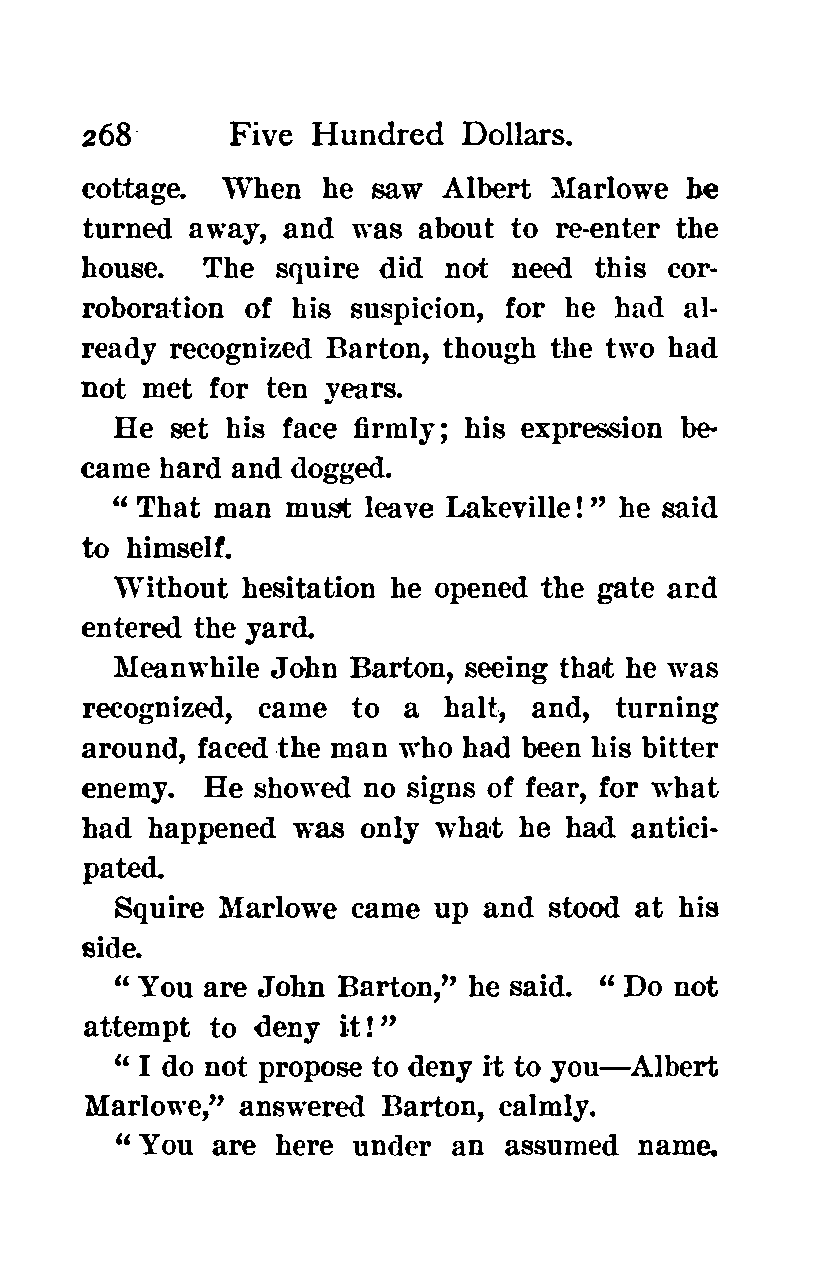 268 Five Hundred Dollars.
cottage. When he saw Albert Marlowe he
turned away, and was about to re-enter the
house. The squire did not need this cor-
roboration of his suspicion, for he had al-
ready recognized Barton, though the two had
not met for ten years.
He set his face firmly; his expression be-
came hard and dogged.
“ That man must leave Lakeville! ” he said
to himself.
Without hesitation he opened the gate and
entered the yard.
Meanwhile John Barton, seeing that he was
recognized, came to a halt, and, turning
around, faced the man who had been his bitter
enemy. He showed no signs of fear, for what
had happened was only what he had antici-
pated.
Squire Marlowe came up and stood at his
side.
“ You are John Barton,” he said. “ Do not
attempt to deny it! ”
“ I do not propose to deny it to you—Albert
Marlowe,” answered Barton, calmly.
“ You are here under an assumed name.